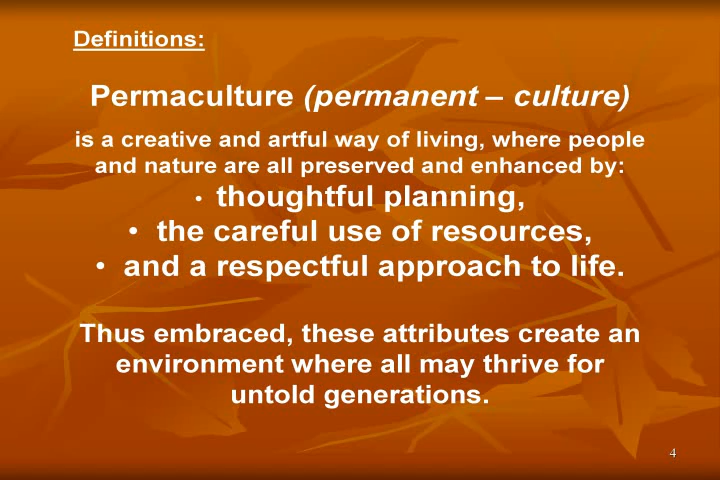 Definitions:
Permaculture (permanent – culture)
is a creative and artful way of living, where people
and nature are all preserved and enhanced by:
• thoughtful planning,
• the careful use of resources,
• and a respectful approach to life.
Thus embraced, these attributes create an
environment where all may thrive for
untold generations.
4